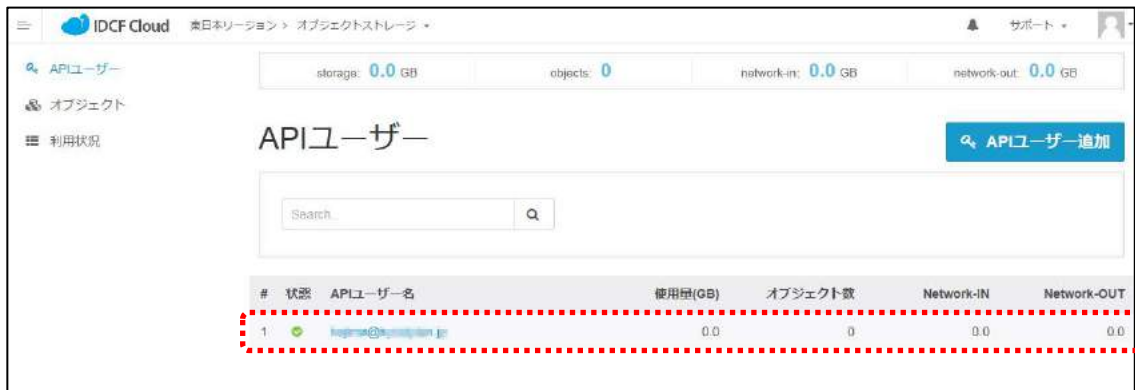 IDCF Cloud 東日本リージョン > オブジェクトストレージ サポート
APIユーザー
オブジェクト
利用状況
storage: 0.0 GB objects: 0 network-in: 0.0 GB network-out: 0.0 GB
APIユーザー
APIユーザー追加
Search...
# 状態 APIユーザー名 使用量(GB) オブジェクト数 Network-IN Network-OUT
1 0.0 0 0.0 0.0